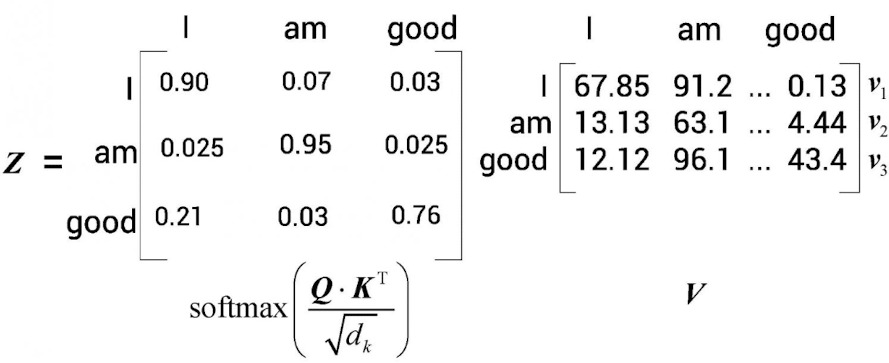 I am good I am good
I 0.90 0.07 0.03 I 67.85 91.2 ... 0.13 v₁
am 13.13 63.1 ... 4.44 v₂
Z = am 0.025 0.95 0.025 good 12.12 96.1 ... 43.4 v₃
good 0.21 0.03 0.76
softmax(Q · Kᵀ / √dₖ) V